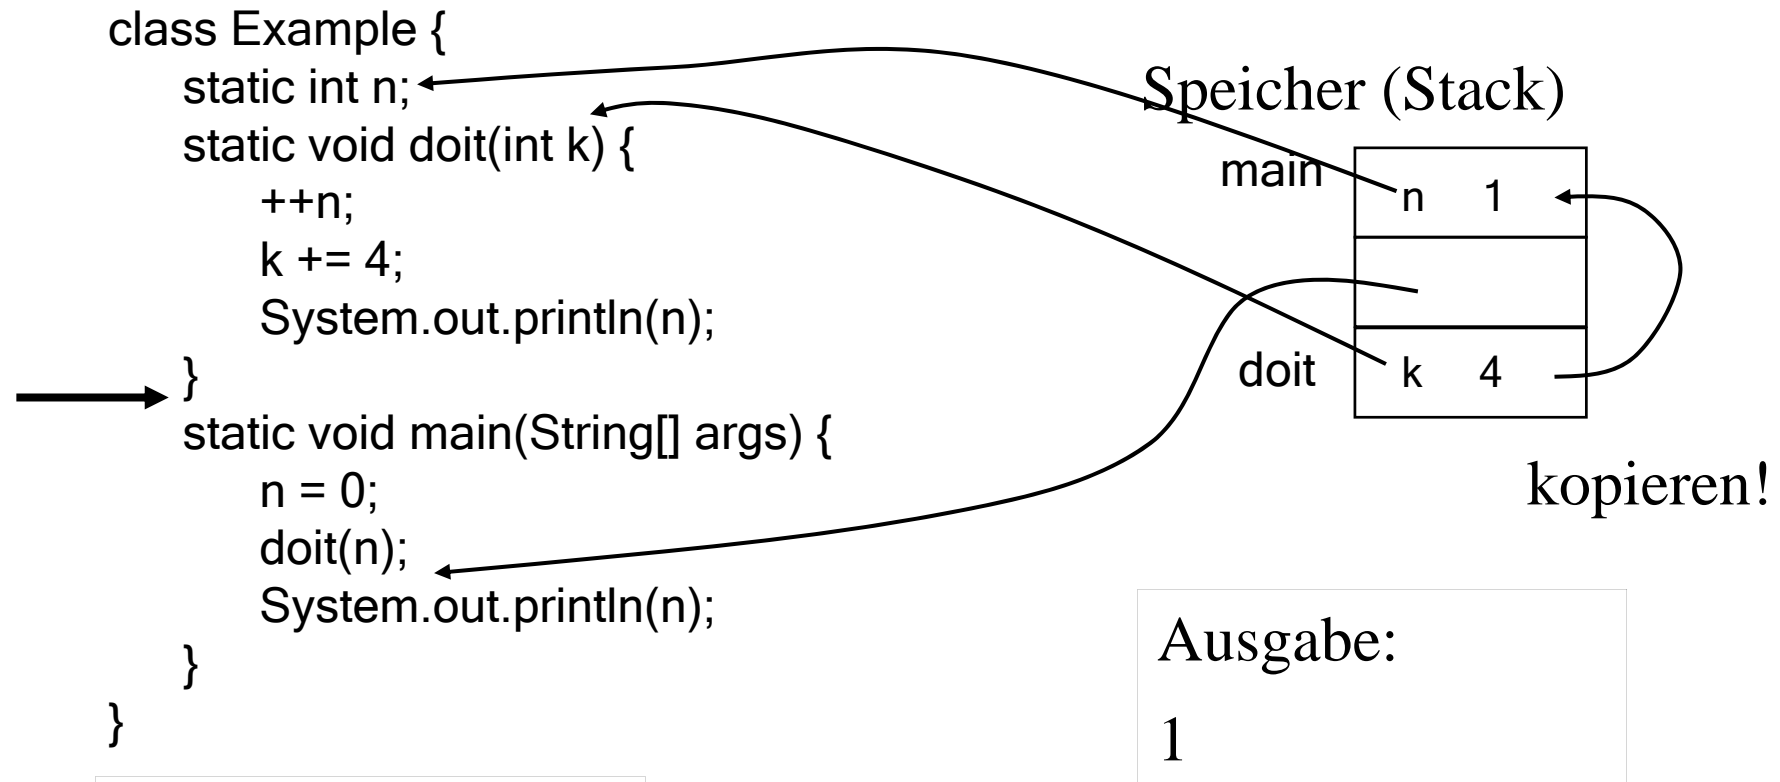 class Example {
static int n;
static void doit(int k) {
++n;
k += 4;
System.out.println(n);
}
static void main(String[] args) {
n = 0;
doit(n);
System.out.println(n);
}
}
Speicher (Stack)
main n 1
doit k 4
kopieren!
Ausgabe:
1